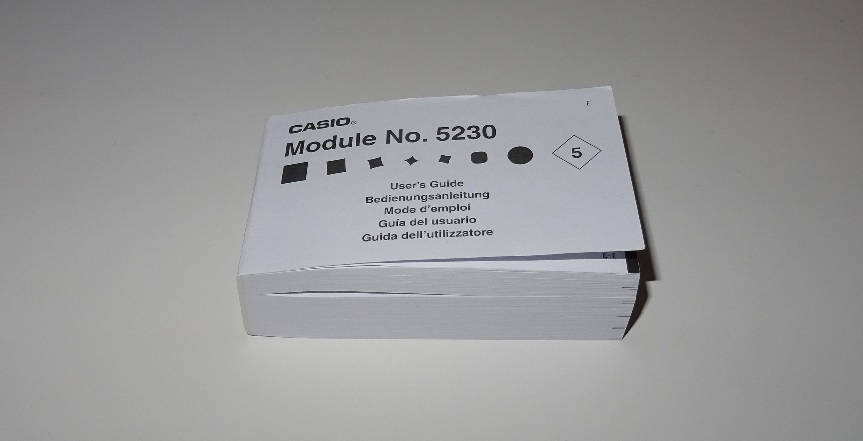 E
CASIO®
Module No. 5230
5
User's Guide
Bedienungsanleitung
Mode d'emploi
Guía del usuario
Guida dell'utilizzatore